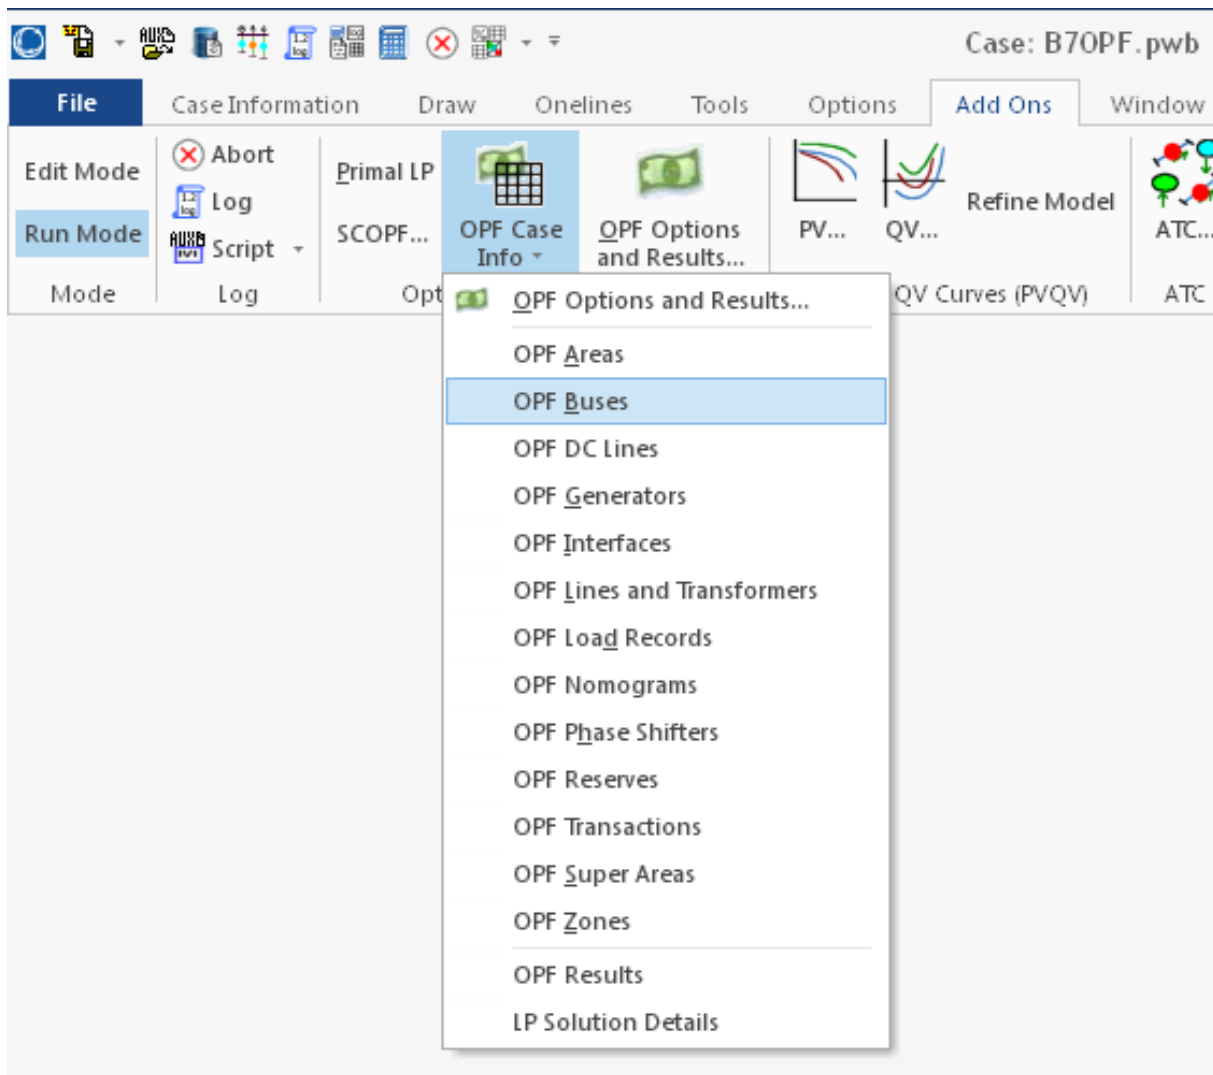 Case: B7OPF.pwb
File Case Information Draw Onelines Tools Options Add Ons Window
Edit Mode
Run Mode
Mode
Abort
Log
Script
Log
Primal LP
SCOPF...
OPF Case
Info
OPF Options
and Results...
Opt
PV...
QV...
Refine Model
QV Curves (PVQV)
ATC...
ATC
OPF Options and Results...
OPF Areas
OPF Buses
OPF DC Lines
OPF Generators
OPF Interfaces
OPF Lines and Transformers
OPF Load Records
OPF Nomograms
OPF Phase Shifters
OPF Reserves
OPF Transactions
OPF Super Areas
OPF Zones
OPF Results
LP Solution Details